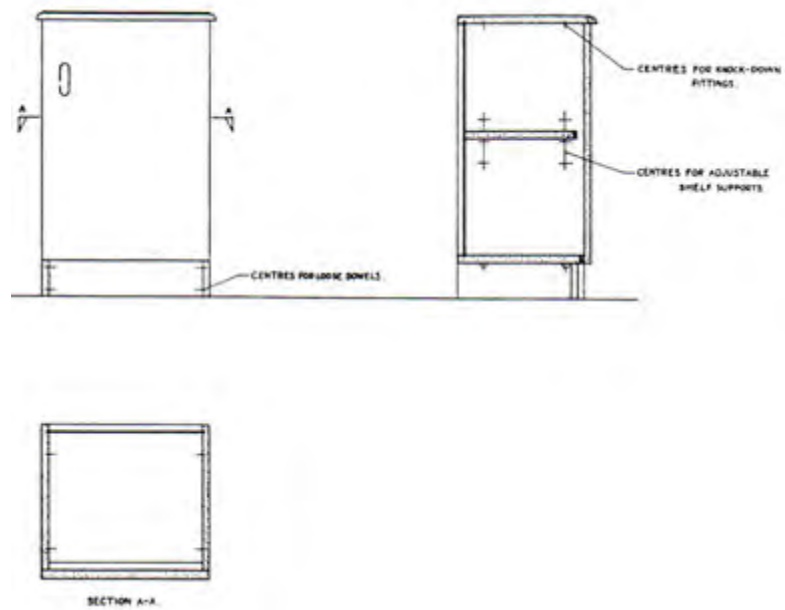 A A
CENTRES FOR KNOCK-DOWN
FITTINGS.
CENTRES FOR ADJUSTABLE
SHELF SUPPORTS
CENTRES FOR LOOSE DOWELS.
SECTION A-A.